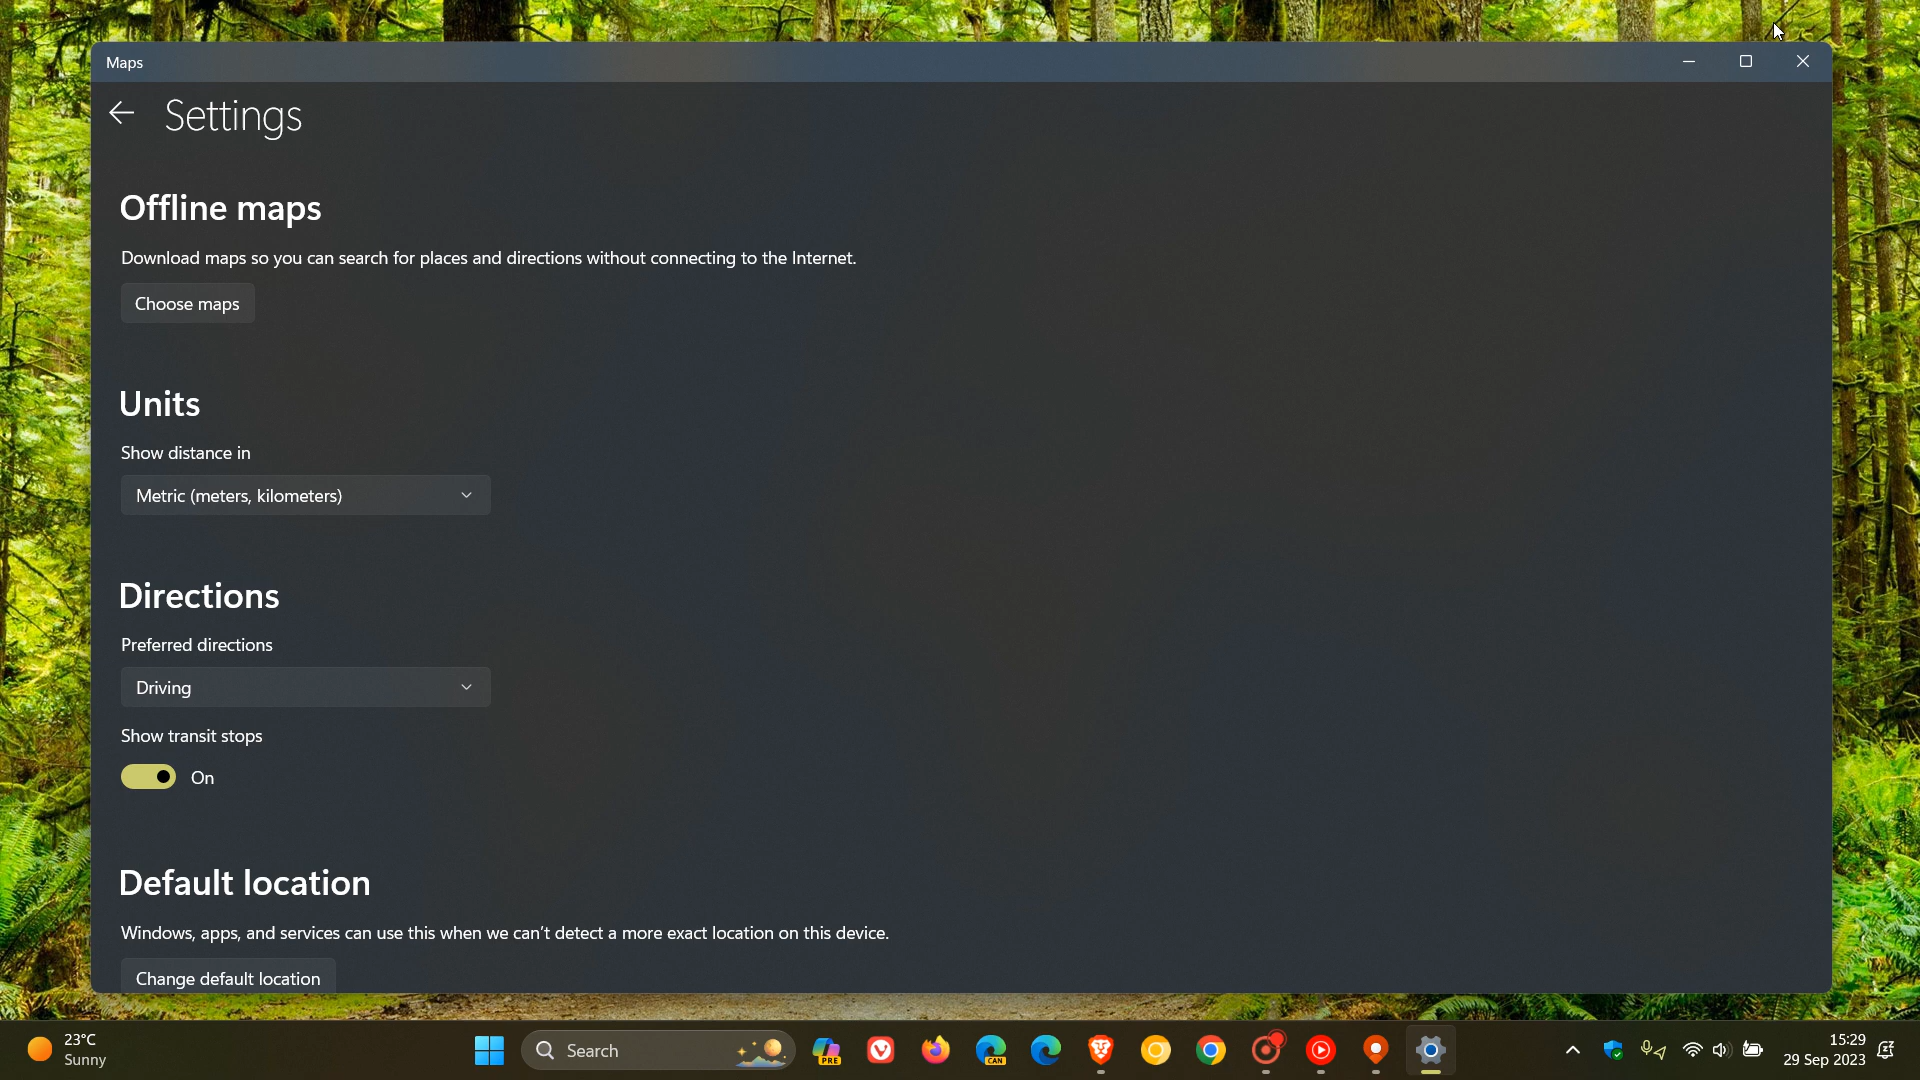 Maps
Settings
Offline maps
Download maps so you can search for places and directions without connecting to the Internet.
Choose maps
Units
Show distance in
Metric (meters, kilometers)
Directions
Preferred directions
Driving
Show transit stops
On
Default location
Windows, apps, and services can use this when we can't detect a more exact location on this device.
Change default location
23°C
Sunny
Search
PRE
CAN
15:29
29 Sep 2023